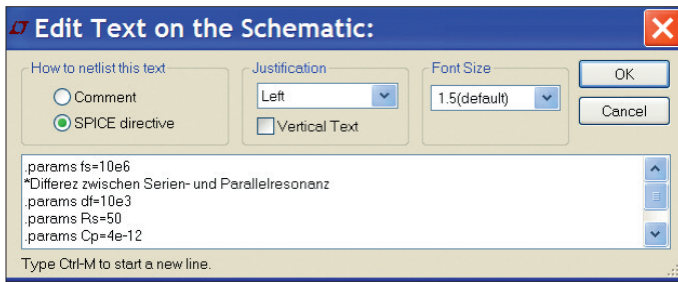 Edit Text on the Schematic:
How to netlist this text
Comment
SPICE directive
Justification
Left
Vertical Text
Font Size
1.5(default)
OK
Cancel
.params fs=10e6
*Differez zwischen Serien- und Parallelresonanz
.params df=10e3
.params Rs=50
.params Cp=4e-12
Type Ctrl-M to start a new line.